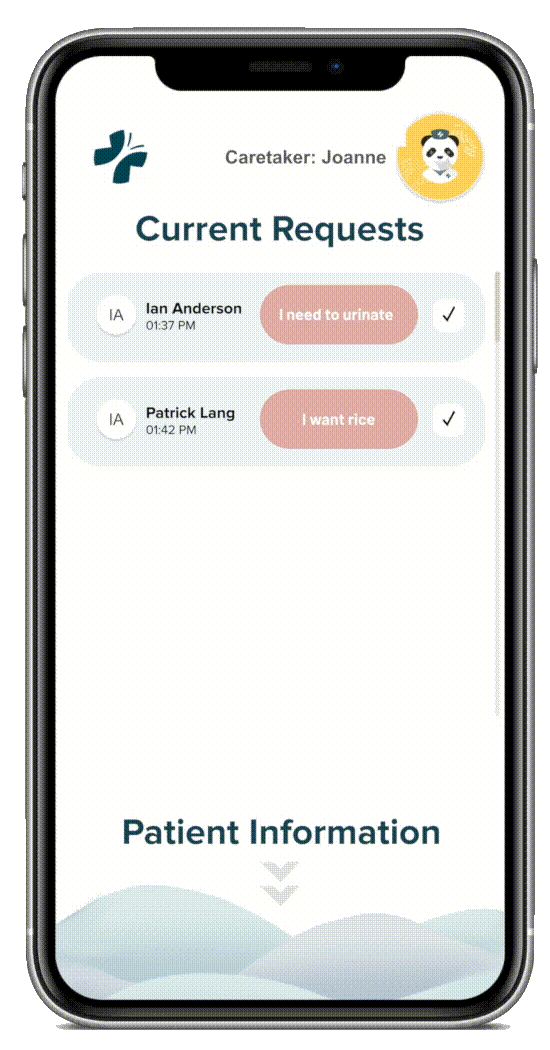 Caretaker: Joanne
Current Requests
IA
Ian Anderson
01:37 PM
I need to urinate
✓
IA
Patrick Lang
01:42 PM
I want rice
✓
Patient Information